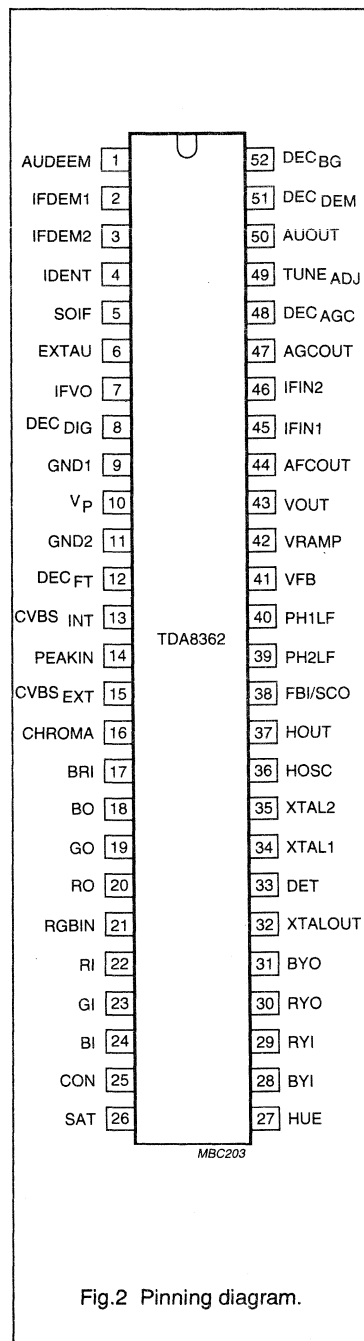 AUDEEM 1 52 DEC BG
IFDEM1 2 51 DEC DEM
IFDEM2 3 50 AUOUT
IDENT 4 49 TUNE ADJ
SOIF 5 48 DEC AGC
EXTAU 6 47 AGCOUT
IFVO 7 46 IFIN2
DEC DIG 8 45 IFIN1
GND1 9 44 AFCOUT
VP 10 43 VOUT
GND2 11 42 VRAMP
DEC FT 12 41 VFB
CVBS INT 13 40 PH1LF
TDA8362
PEAKIN 14 39 PH2LF
CVBS EXT 15 38 FBI/SCO
CHROMA 16 37 HOUT
BRI 17 36 HOSC
BO 18 35 XTAL2
GO 19 34 XTAL1
RO 20 33 DET
RGBIN 21 32 XTALOUT
RI 22 31 BYO
GI 23 30 RYO
BI 24 29 RYI
CON 25 28 BYI
SAT 26 27 HUE
MBC203
Fig.2 Pinning diagram.